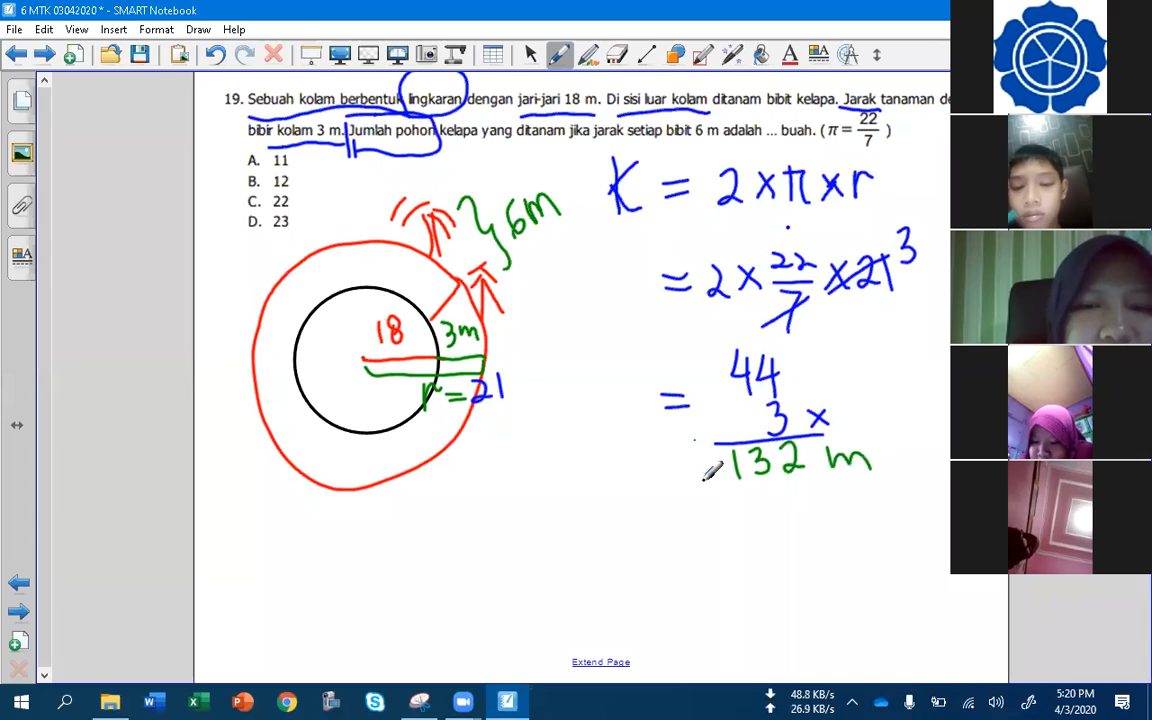 6 MTK 03042020 * - SMART Notebook
File Edit View Insert Format Draw Help
19. Sebuah kolam berbentuk lingkaran dengan jari-jari 18 m. Di sisi luar kolam ditanam bibit kelapa. Jarak tanaman de
bibir kolam 3 m. Jumlah pohon kelapa yang ditanam jika jarak setiap bibit 6 m adalah ... buah. ( π = 22/7 )
A. 11
B. 12
C. 22
D. 23
6m
18
3m
r = 21
K = 2 x π x r
= 2 x 22/7 x 21 3
= 44
3 x
132 m
Extend Page
48.8 KB/s
26.9 KB/s
5:20 PM
4/3/2020